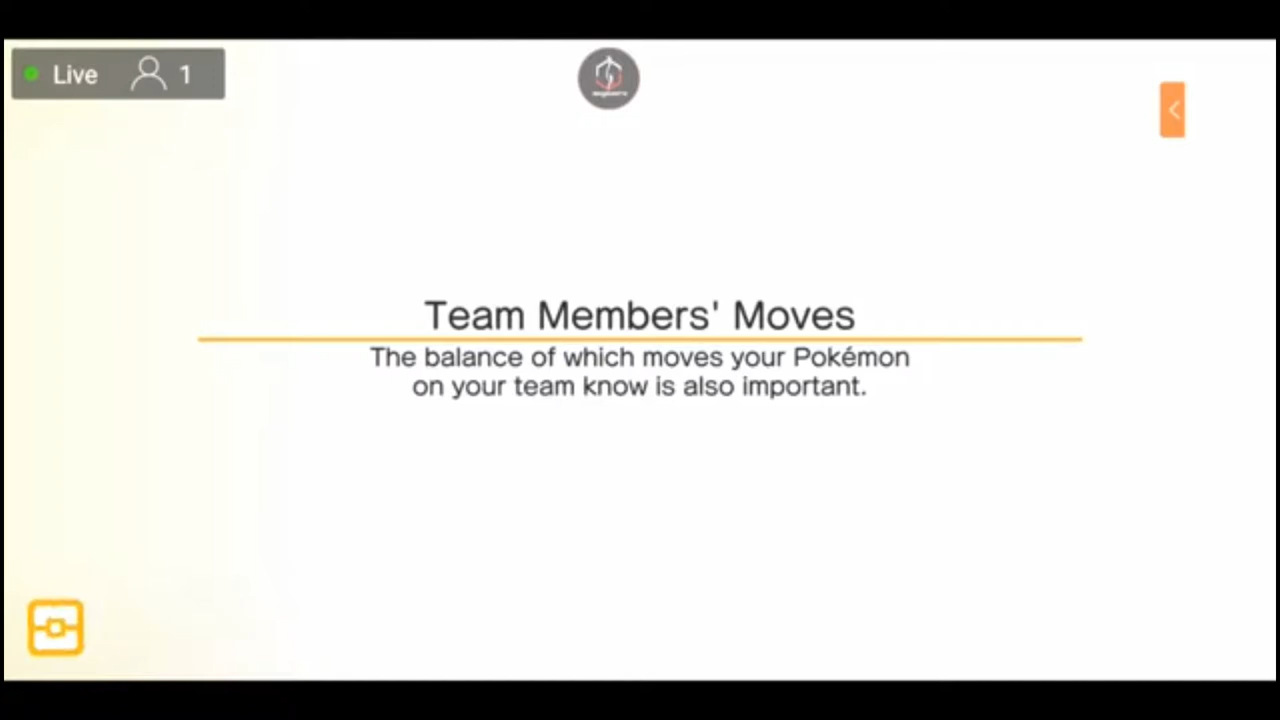 Live 1
Team Members' Moves
The balance of which moves your Pokémon
on your team know is also important.